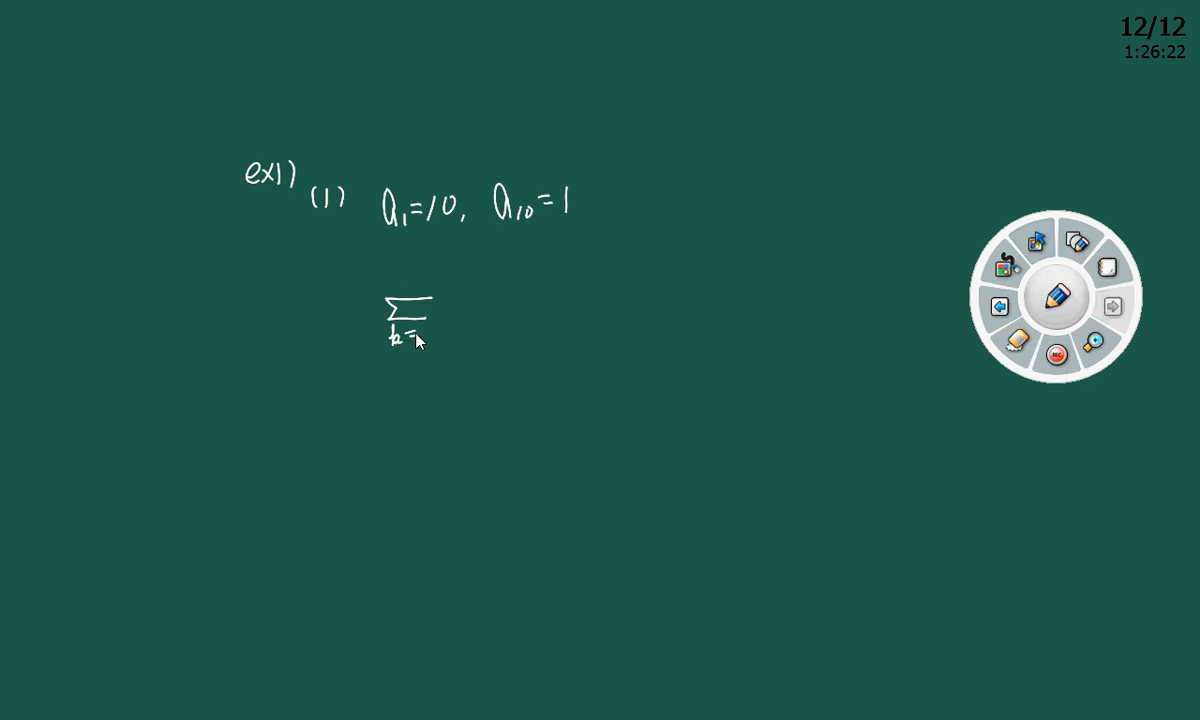 12/12
1:26:22
ex1)
(1) a₁=10, a₁₀=1
∑
k=